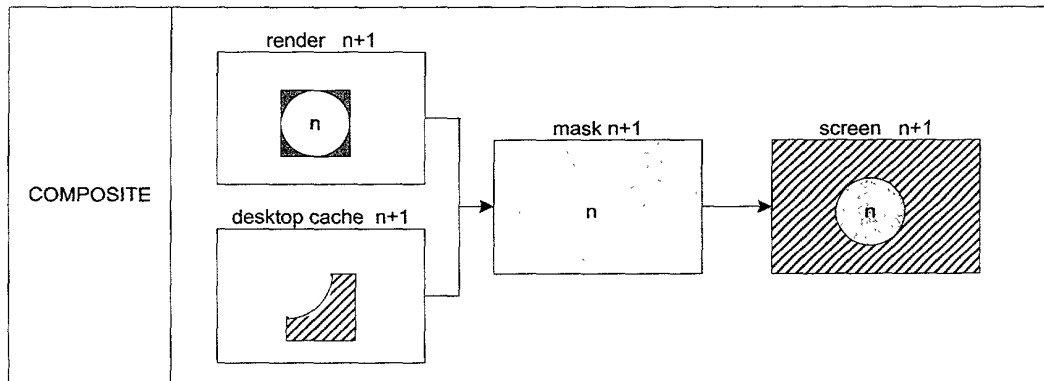 COMPOSITE
render n+1
n
desktop cache n+1
mask n+1
n
screen n+1
n